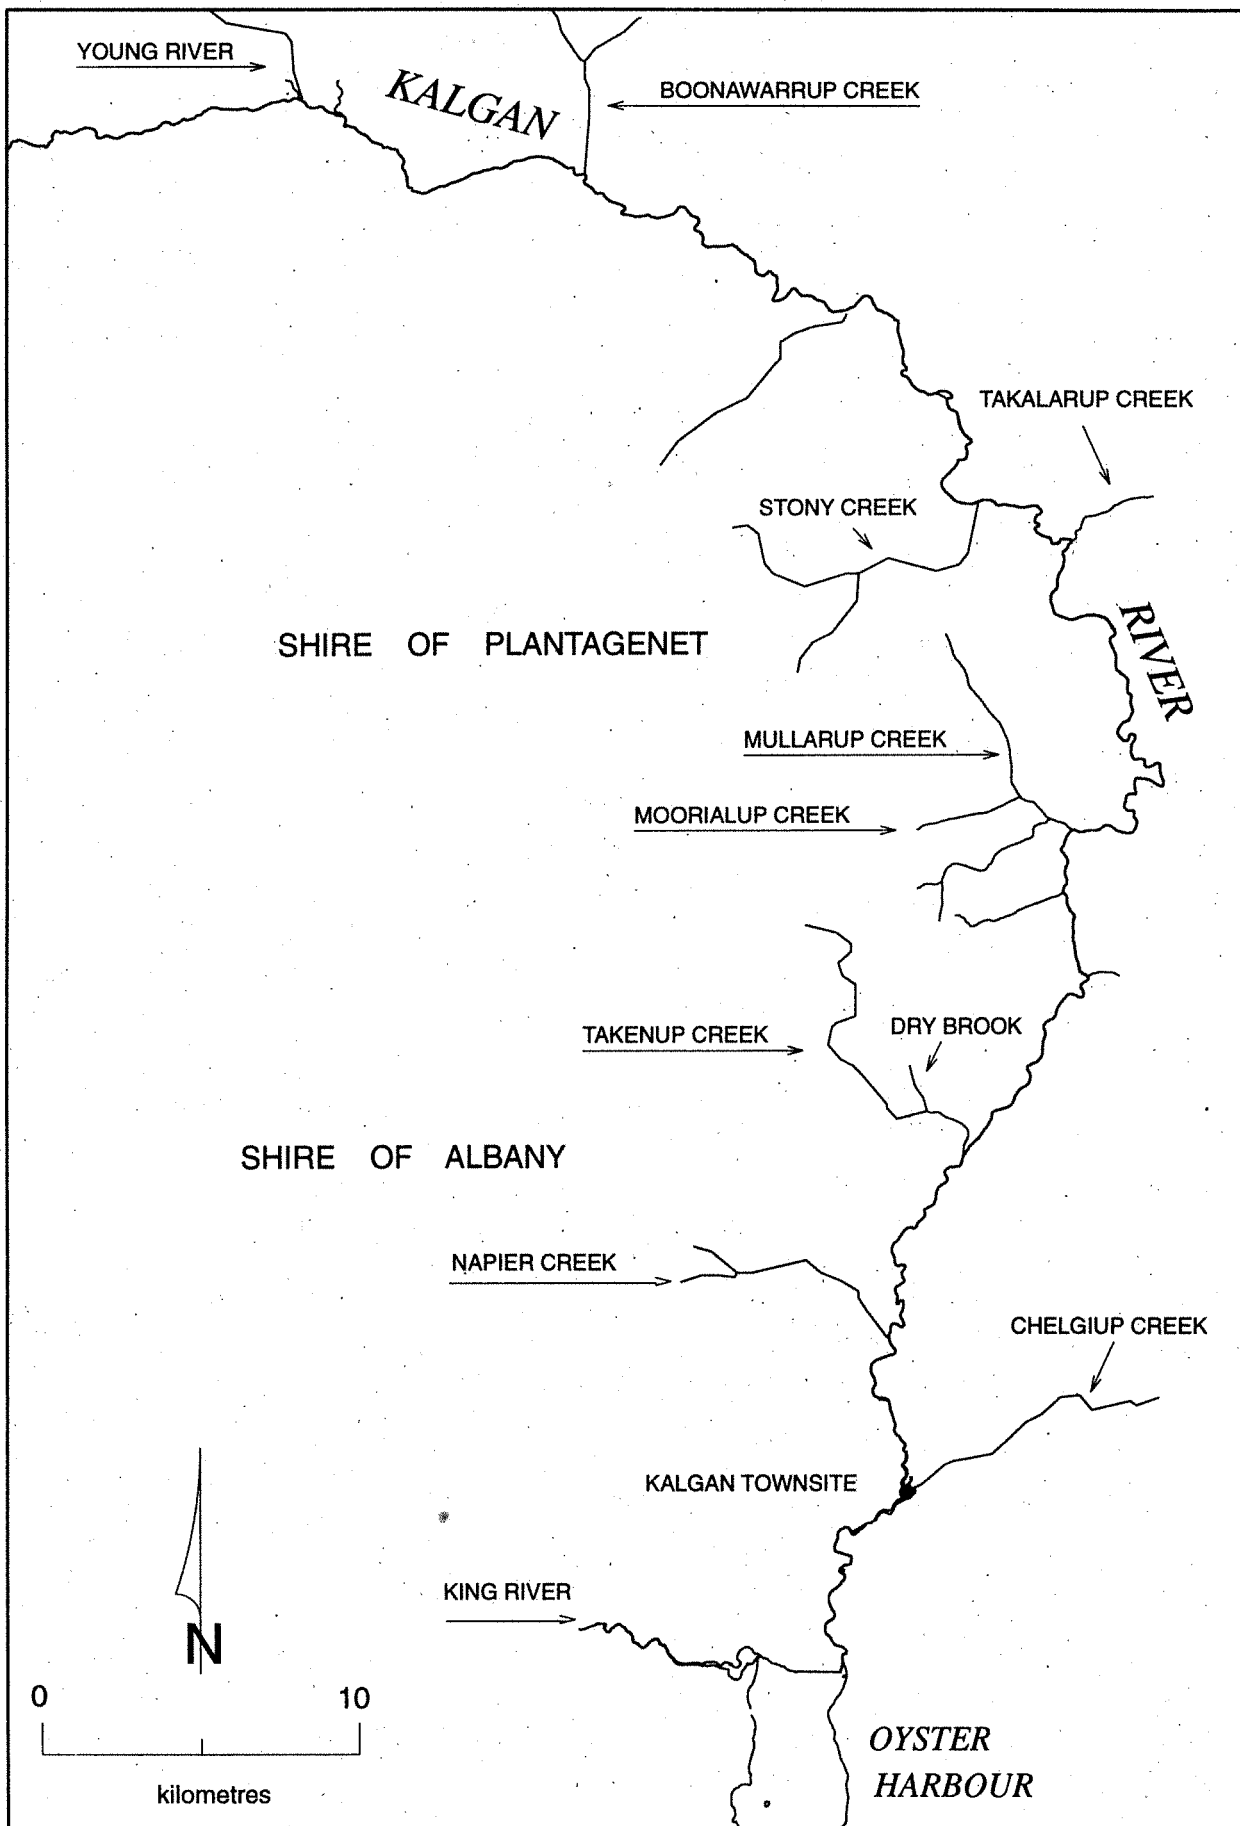 YOUNG RIVER
KALGAN
BOONAWARRUP CREEK
TAKALARUP CREEK
STONY CREEK
RIVER
SHIRE OF PLANTAGENET
MULLARUP CREEK
MOORIALUP CREEK
TAKENUP CREEK
DRY BROOK
SHIRE OF ALBANY
NAPIER CREEK
CHELGIUP CREEK
KALGAN TOWNSITE
KING RIVER
N
0 10
kilometres
OYSTER
HARBOUR